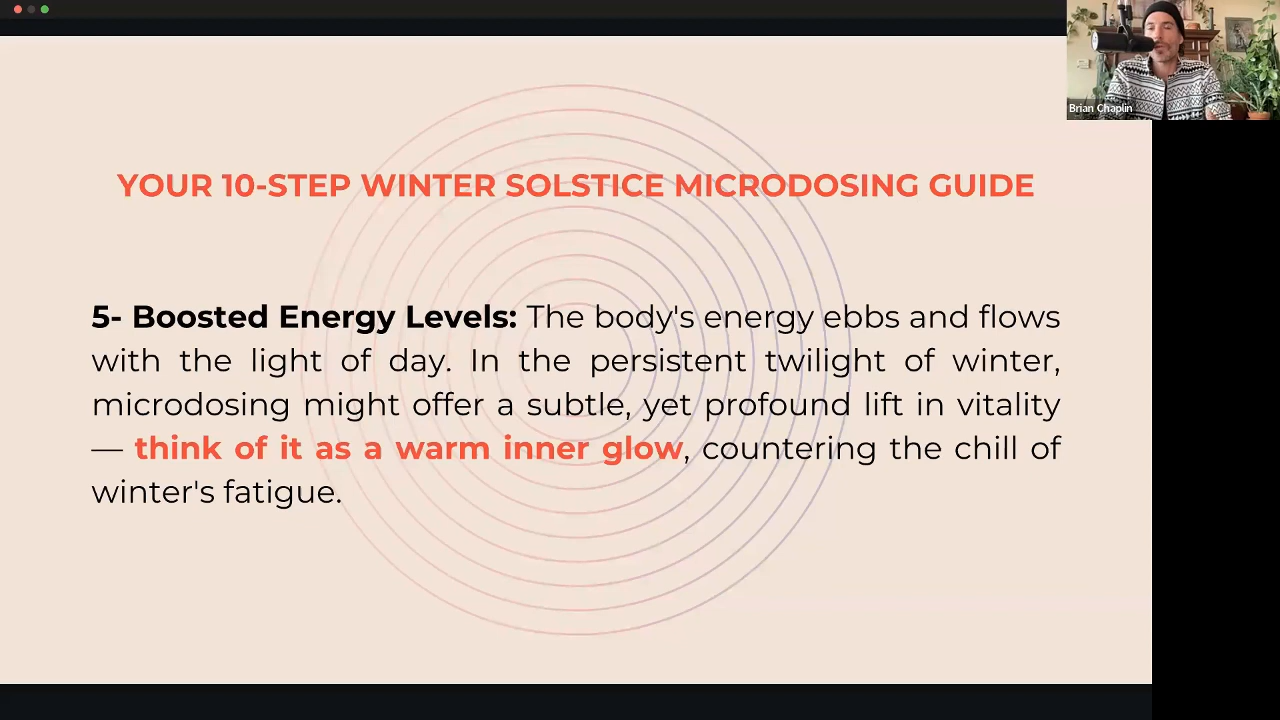 Brian Chaplin
YOUR 10-STEP WINTER SOLSTICE MICRODOSING GUIDE
5- Boosted Energy Levels: The body's energy ebbs and flows
with the light of day. In the persistent twilight of winter,
microdosing might offer a subtle, yet profound lift in vitality
— think of it as a warm inner glow, countering the chill of
winter's fatigue.